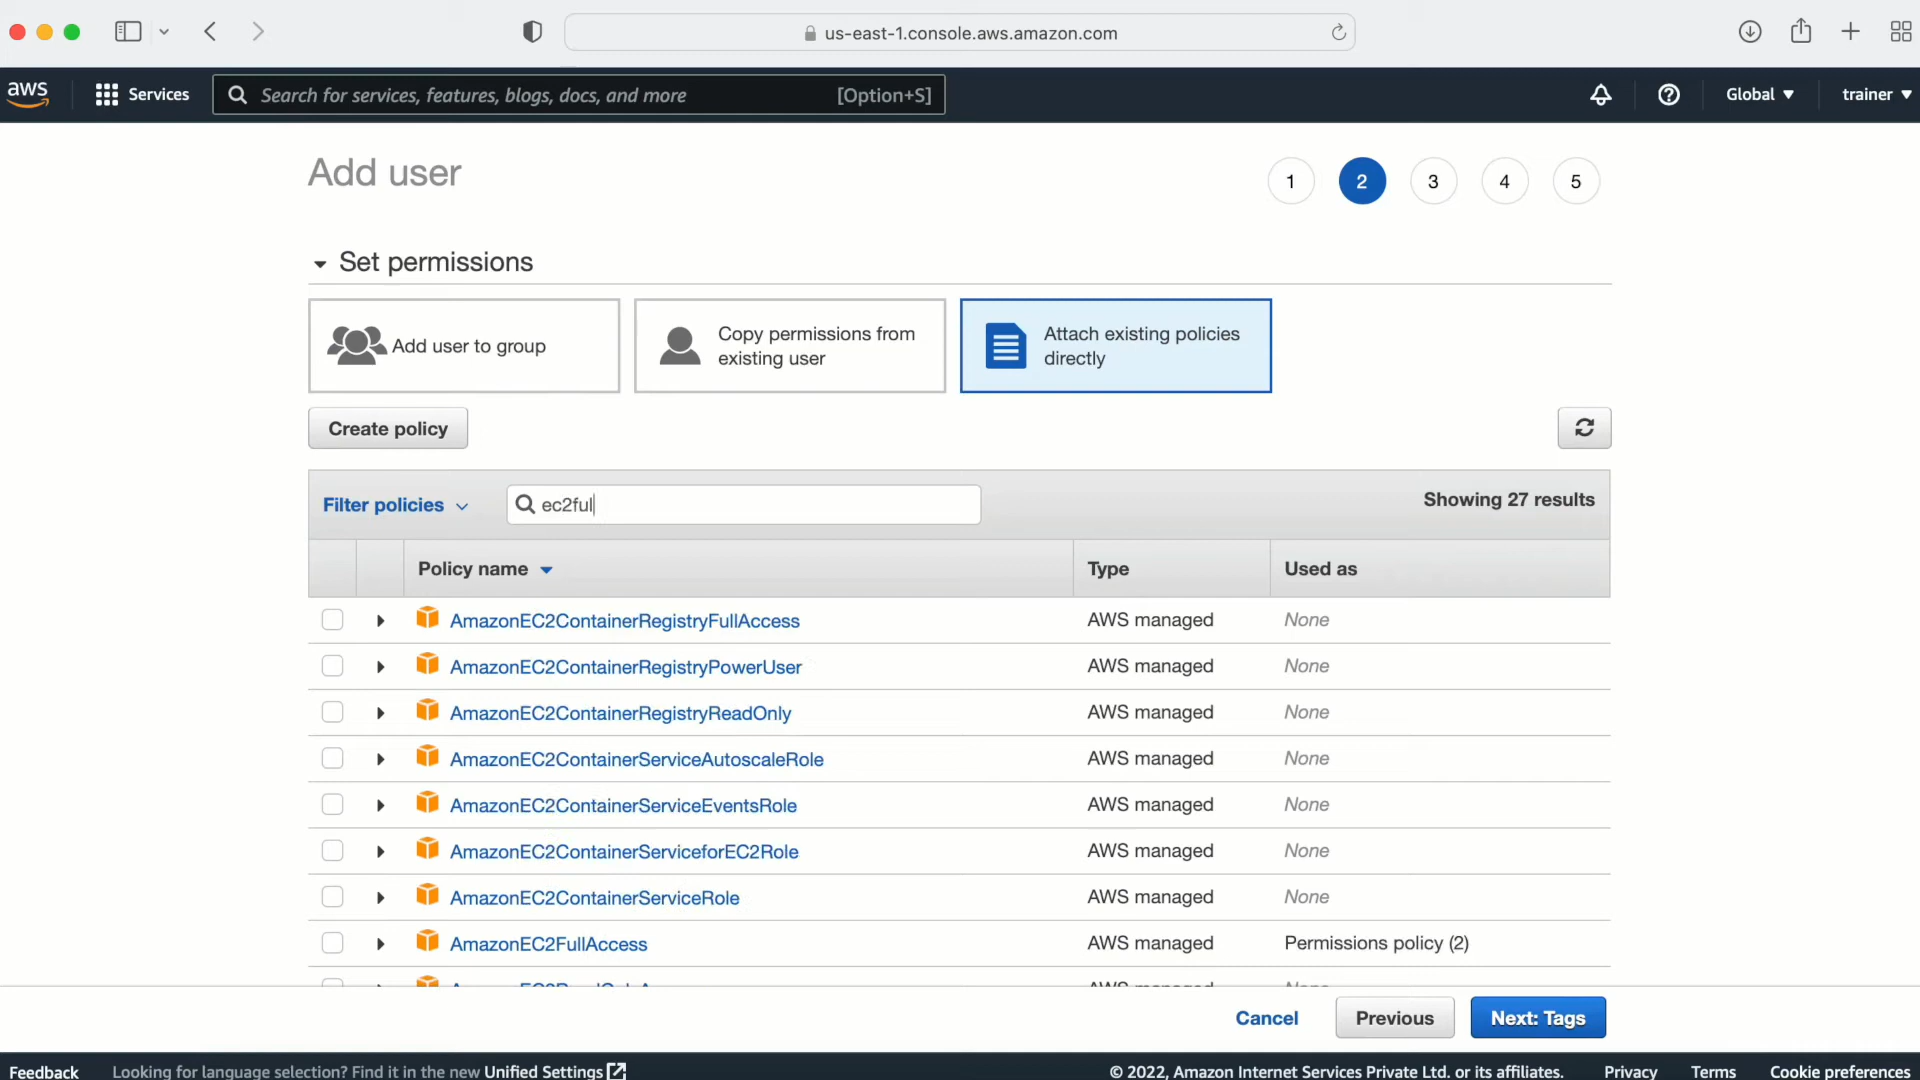 us-east-1.console.aws.amazon.com
aws
Services
Search for services, features, blogs, docs, and more
[Option+S]
Global
trainer
Add user
1
2
3
4
5
Set permissions
Add user to group
Copy permissions from
existing user
Attach existing policies
directly
Create policy
Filter policies
ec2ful
Showing 27 results
Policy name
Type
Used as
AmazonEC2ContainerRegistryFullAccess AWS managed None
AmazonEC2ContainerRegistryPowerUser AWS managed None
AmazonEC2ContainerRegistryReadOnly AWS managed None
AmazonEC2ContainerServiceAutoscaleRole AWS managed None
AmazonEC2ContainerServiceEventsRole AWS managed None
AmazonEC2ContainerServiceforEC2Role AWS managed None
AmazonEC2ContainerServiceRole AWS managed None
AmazonEC2FullAccess AWS managed Permissions policy (2)
Cancel
Previous
Next: Tags
Feedback
Looking for language selection? Find it in the new Unified Settings
© 2022, Amazon Internet Services Private Ltd. or its affiliates.
Privacy
Terms
Cookie preferences